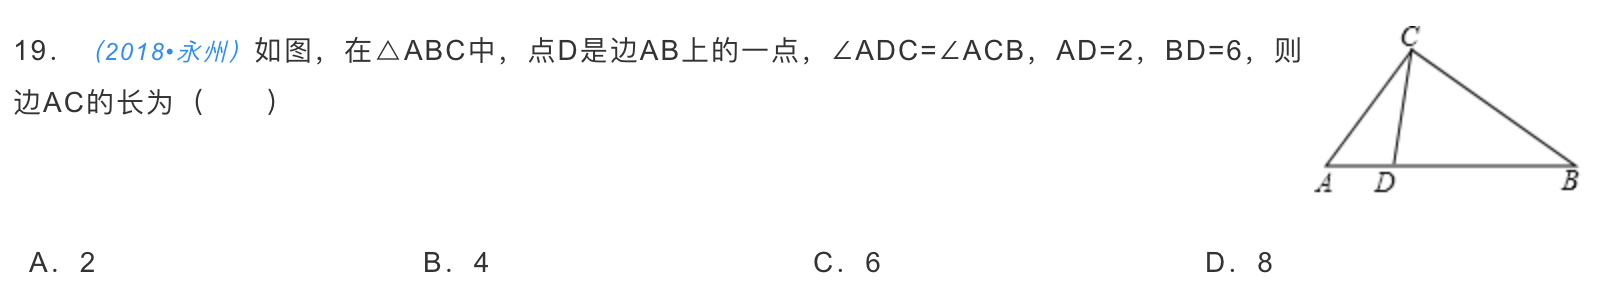 19. （2018•永州）如图，在△ABC中，点D是边AB上的一点，∠ADC=∠ACB，AD=2，BD=6，则
边AC的长为（　　）
C
A D B
A．2 B．4 C．6 D．8